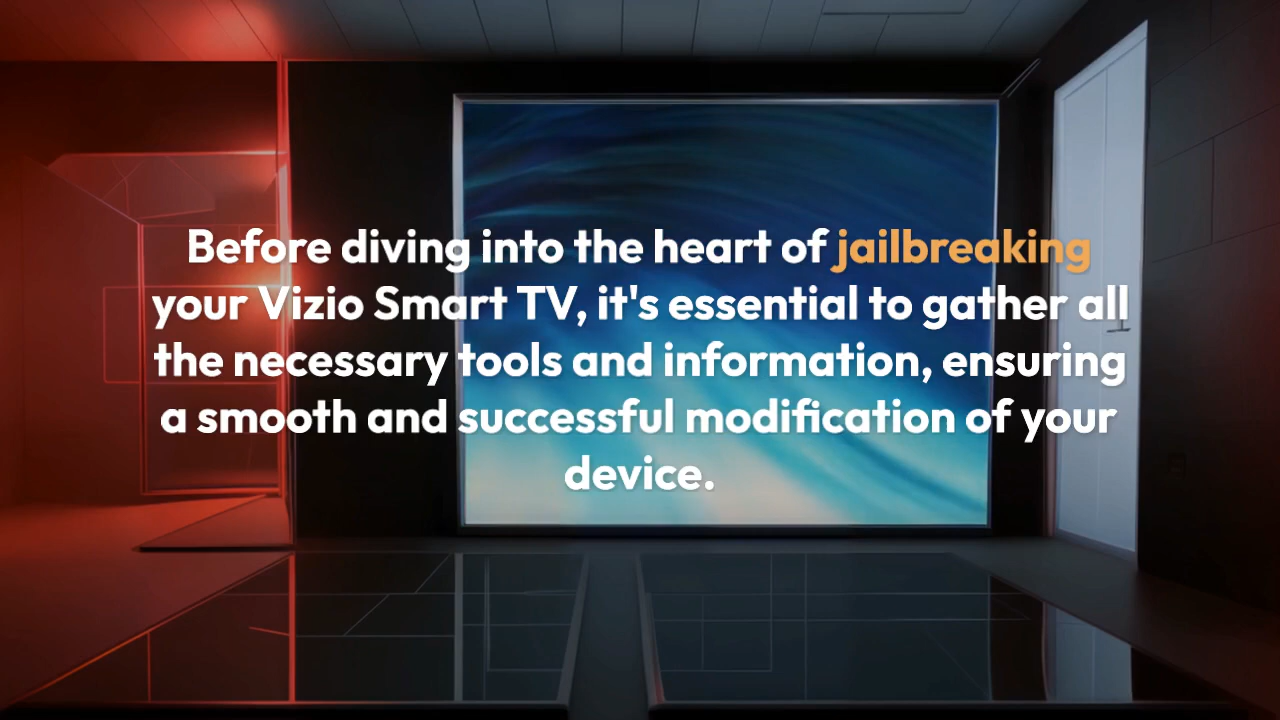 Before diving into the heart of jailbreaking
your Vizio Smart TV, it's essential to gather all
the necessary tools and information, ensuring
a smooth and successful modification of your
device.